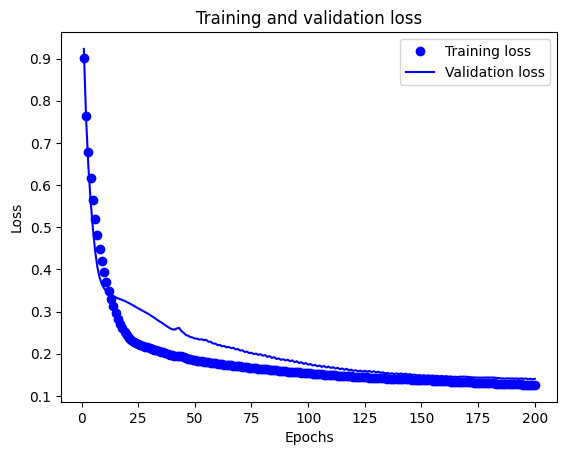 Training and validation loss
Training loss
Validation loss
Loss
0.9
0.8
0.7
0.6
0.5
0.4
0.3
0.2
0.1
0 25 50 75 100 125 150 175 200
Epochs